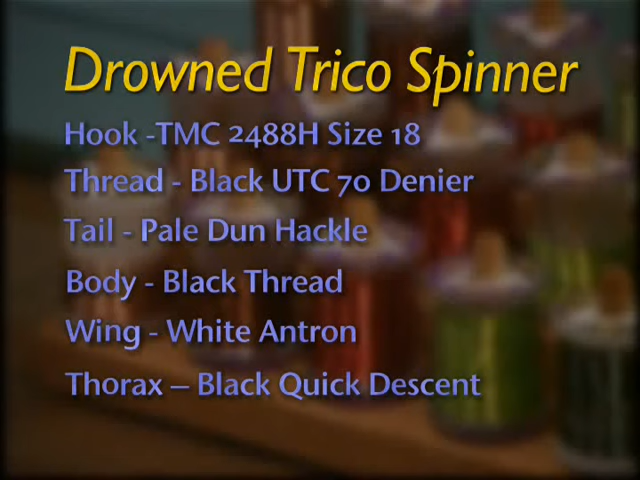 Drowned Trico Spinner
Hook -TMC 2488H Size 18
Thread - Black UTC 70 Denier
Tail - Pale Dun Hackle
Body - Black Thread
Wing - White Antron
Thorax – Black Quick Descent